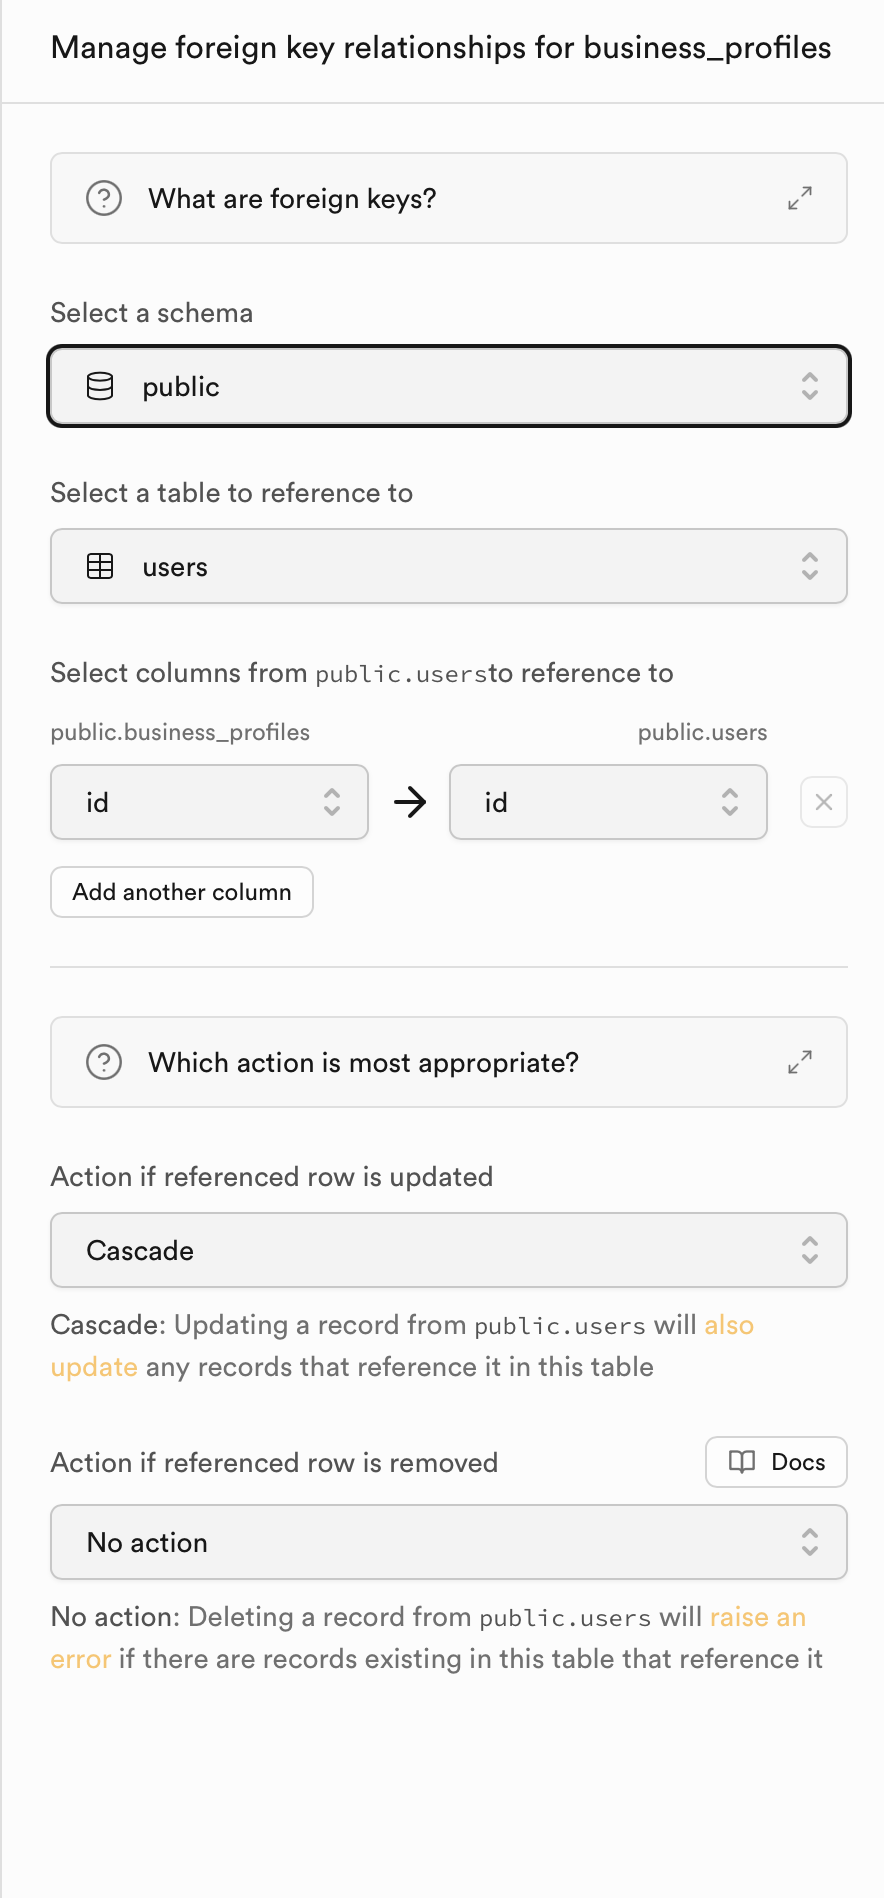 Manage foreign key relationships for business_profiles
What are foreign keys?
Select a schema
public
Select a table to reference to
users
Select columns from public.usersto reference to
public.business_profiles public.users
id id
Add another column
Which action is most appropriate?
Action if referenced row is updated
Cascade
Cascade: Updating a record from public.users will also
update any records that reference it in this table
Action if referenced row is removed Docs
No action
No action: Deleting a record from public.users will raise an
error if there are records existing in this table that reference it